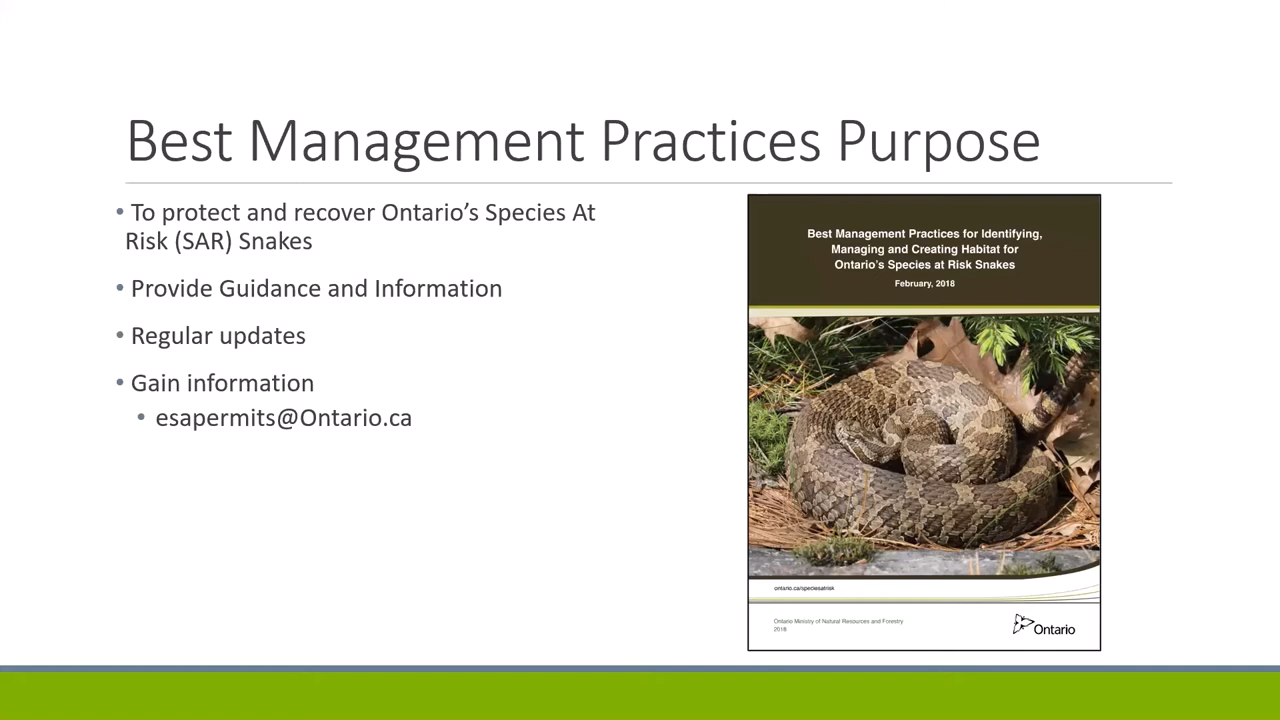 Best Management Practices Purpose
• To protect and recover Ontario’s Species At
Risk (SAR) Snakes
• Provide Guidance and Information
• Regular updates
• Gain information
• esapermits@Ontario.ca
Best Management Practices for Identifying,
Managing and Creating Habitat for
Ontario’s Species at Risk Snakes
February, 2018
ontario.ca/speciesatrisk
Ontario Ministry of Natural Resources and Forestry
2018
Ontario